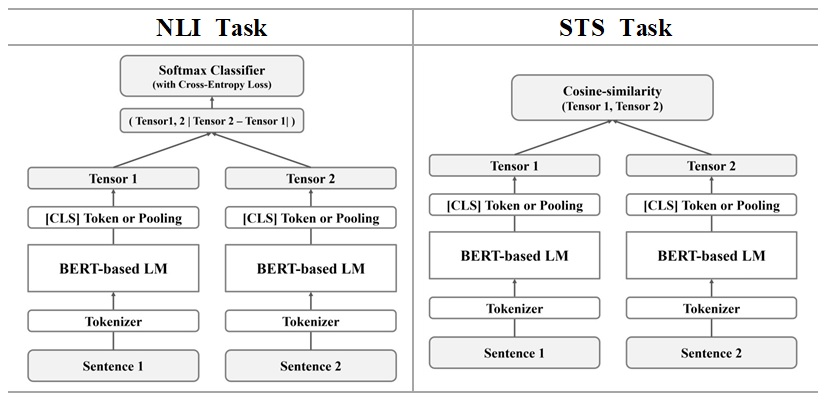 NLI Task
Softmax Classifier
(with Cross-Entropy Loss)
( Tensor1, 2 | Tensor 2 – Tensor 1| )
Tensor 1
Tensor 2
[CLS] Token or Pooling
[CLS] Token or Pooling
BERT-based LM
BERT-based LM
Tokenizer
Tokenizer
Sentence 1
Sentence 2
STS Task
Cosine-similarity
(Tensor 1, Tensor 2)
Tensor 1
Tensor 2
[CLS] Token or Pooling
[CLS] Token or Pooling
BERT-based LM
BERT-based LM
Tokenizer
Tokenizer
Sentence 1
Sentence 2